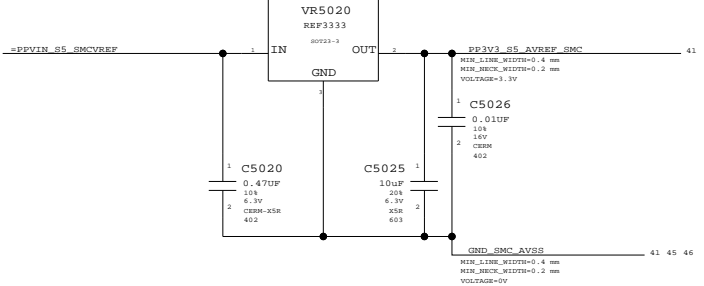 VR5020
REF3333
SOT23-3
=PPVIN_S5_SMCVREF
1
IN
OUT
2
PP3V3_S5_AVREF_SMC
41
MIN_LINE_WIDTH=0.4 mm
MIN_NECK_WIDTH=0.2 mm
VOLTAGE=3.3V
GND
3
1
C5026
0.01UF
10%
16V
CERM
402
2
1
C5020
0.47UF
10%
6.3V
CERM-X5R
402
2
C5025
1
10uF
20%
6.3V
X5R
603
2
GND_SMC_AVSS
41 45 46
MIN_LINE_WIDTH=0.4 mm
MIN_NECK_WIDTH=0.2 mm
VOLTAGE=0V